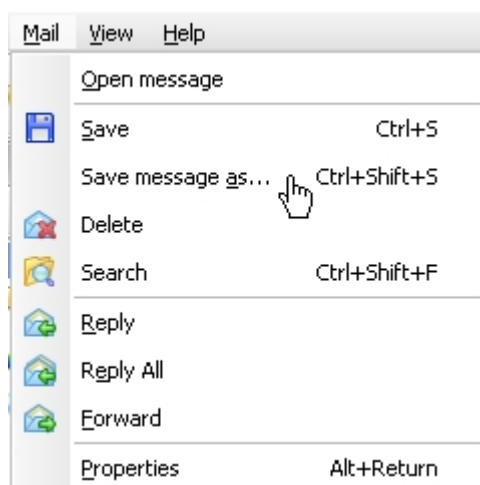 Mail View Help
Open message
Save Ctrl+S
Save message as... Ctrl+Shift+S
Delete
Search Ctrl+Shift+F
Reply
Reply All
Forward
Properties Alt+Return